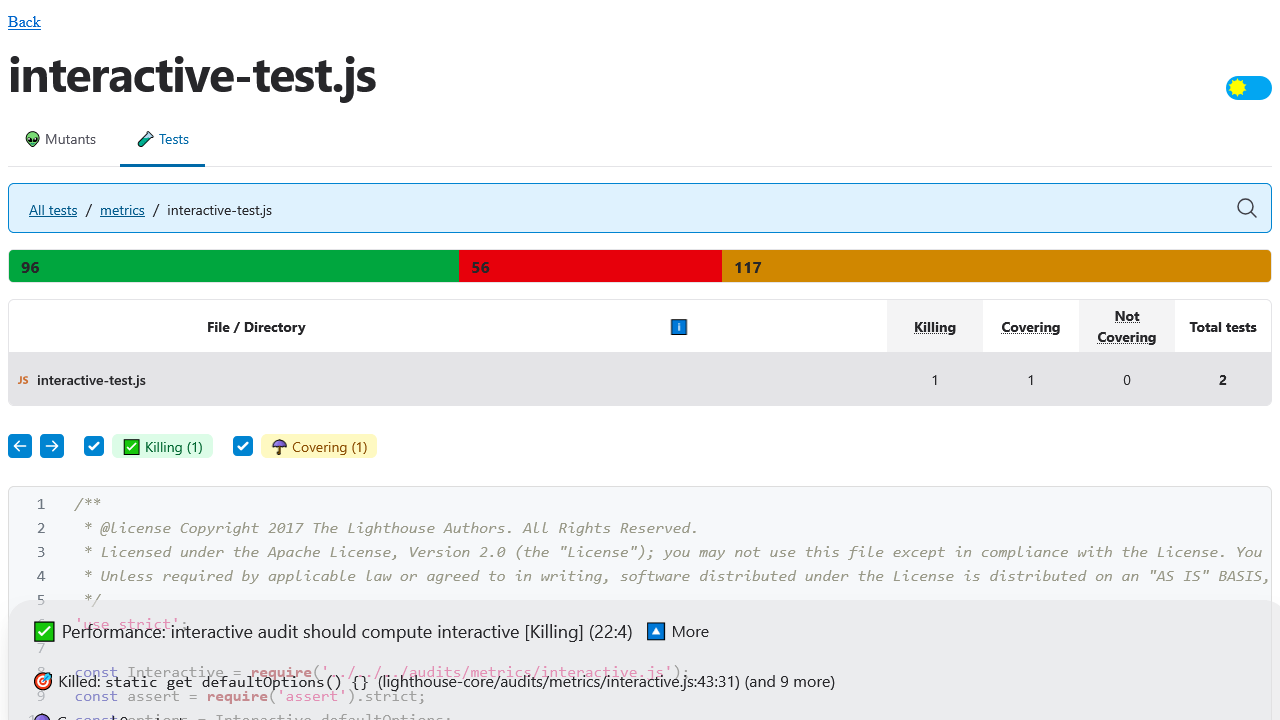 Back
interactive-test.js
👽 Mutants
🧪 Tests
All tests / metrics / interactive-test.js
96 56 117
File / Directory ℹ Killing Covering Not Covering Total tests
JS interactive-test.js 1 1 0 2
✅ Killing (1) ☂ Covering (1)
1 /**
2 * @license Copyright 2017 The Lighthouse Authors. All Rights Reserved.
3 * Licensed under the Apache License, Version 2.0 (the "License"); you may not use this file except in compliance with the License. You
4 * Unless required by applicable law or agreed to in writing, software distributed under the License is distributed on an "AS IS" BASIS,
5 */
6 'use strict';
✅ Performance: interactive audit should compute interactive [Killing] (22:4) 🔼 More
7
8 const Interactive = require('../../../audits/metrics/interactive.js');
🎯 Killed: static get defaultOptions() {} (lighthouse-core/audits/metrics/interactive.js:43:31) (and 9 more)
9 const assert = require('assert').strict;